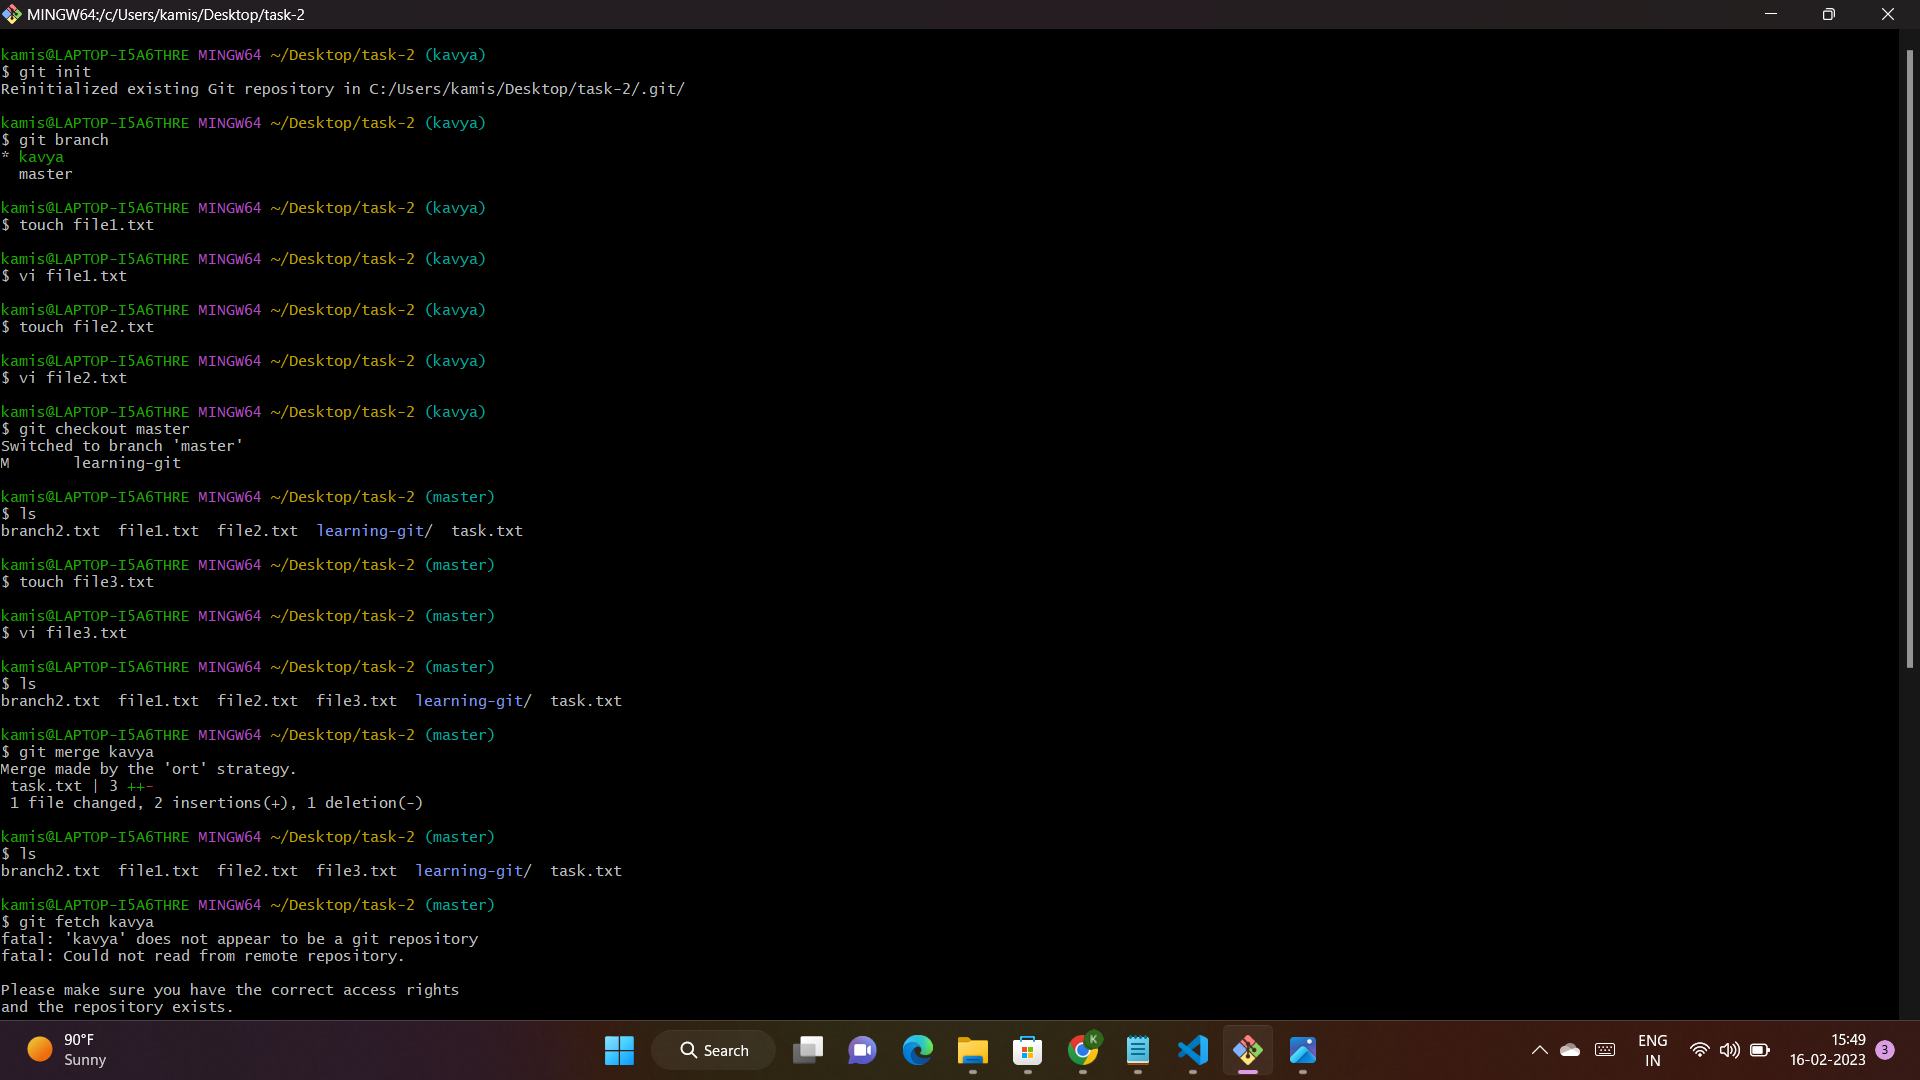 MINGW64:/c/Users/kamis/Desktop/task-2
kamis@LAPTOP-I5A6THRE MINGW64 ~/Desktop/task-2 (kavya)
$ git init
Reinitialized existing Git repository in C:/Users/kamis/Desktop/task-2/.git/
kamis@LAPTOP-I5A6THRE MINGW64 ~/Desktop/task-2 (kavya)
$ git branch
* kavya
  master
kamis@LAPTOP-I5A6THRE MINGW64 ~/Desktop/task-2 (kavya)
$ touch file1.txt
kamis@LAPTOP-I5A6THRE MINGW64 ~/Desktop/task-2 (kavya)
$ vi file1.txt
kamis@LAPTOP-I5A6THRE MINGW64 ~/Desktop/task-2 (kavya)
$ touch file2.txt
kamis@LAPTOP-I5A6THRE MINGW64 ~/Desktop/task-2 (kavya)
$ vi file2.txt
kamis@LAPTOP-I5A6THRE MINGW64 ~/Desktop/task-2 (kavya)
$ git checkout master
Switched to branch 'master'
M       learning-git
kamis@LAPTOP-I5A6THRE MINGW64 ~/Desktop/task-2 (master)
$ ls
branch2.txt  file1.txt  file2.txt  learning-git/  task.txt
kamis@LAPTOP-I5A6THRE MINGW64 ~/Desktop/task-2 (master)
$ touch file3.txt
kamis@LAPTOP-I5A6THRE MINGW64 ~/Desktop/task-2 (master)
$ vi file3.txt
kamis@LAPTOP-I5A6THRE MINGW64 ~/Desktop/task-2 (master)
$ ls
branch2.txt  file1.txt  file2.txt  file3.txt  learning-git/  task.txt
kamis@LAPTOP-I5A6THRE MINGW64 ~/Desktop/task-2 (master)
$ git merge kavya
Merge made by the 'ort' strategy.
 task.txt | 3 ++-
 1 file changed, 2 insertions(+), 1 deletion(-)
kamis@LAPTOP-I5A6THRE MINGW64 ~/Desktop/task-2 (master)
$ ls
branch2.txt  file1.txt  file2.txt  file3.txt  learning-git/  task.txt
kamis@LAPTOP-I5A6THRE MINGW64 ~/Desktop/task-2 (master)
$ git fetch kavya
fatal: 'kavya' does not appear to be a git repository
fatal: Could not read from remote repository.
Please make sure you have the correct access rights
and the repository exists.
90°F
Sunny
Search
K
ENG
IN
15:49
16-02-2023
3